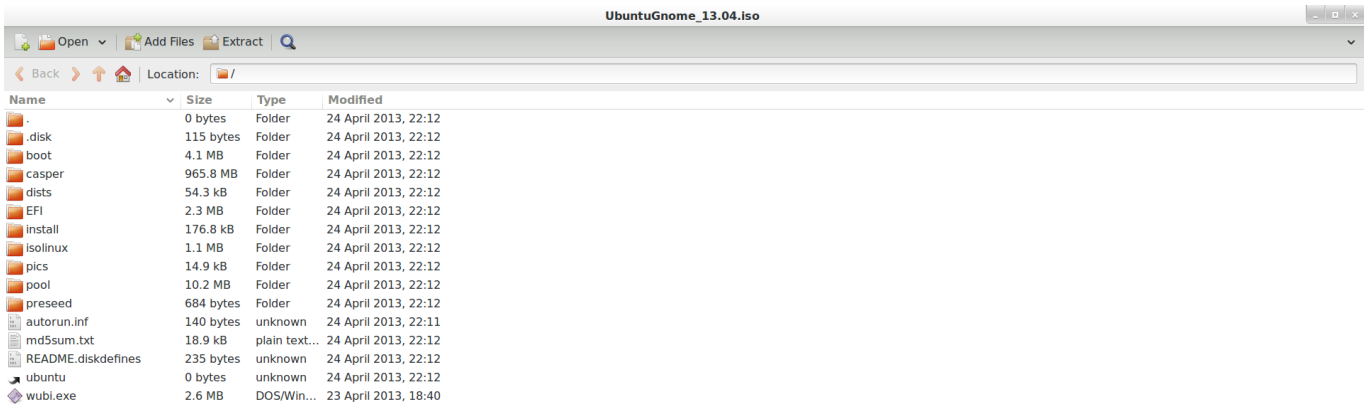 UbuntuGnome_13.04.iso
Open Add Files Extract
Back Location: /
Name Size Type Modified
. 0 bytes Folder 24 April 2013, 22:12
.disk 115 bytes Folder 24 April 2013, 22:12
boot 4.1 MB Folder 24 April 2013, 22:12
casper 965.8 MB Folder 24 April 2013, 22:12
dists 54.3 kB Folder 24 April 2013, 22:12
EFI 2.3 MB Folder 24 April 2013, 22:12
install 176.8 kB Folder 24 April 2013, 22:12
isolinux 1.1 MB Folder 24 April 2013, 22:12
pics 14.9 kB Folder 24 April 2013, 22:12
pool 10.2 MB Folder 24 April 2013, 22:12
preseed 684 bytes Folder 24 April 2013, 22:12
autorun.inf 140 bytes unknown 24 April 2013, 22:11
md5sum.txt 18.9 kB plain text... 24 April 2013, 22:12
README.diskdefines 235 bytes unknown 24 April 2013, 22:12
ubuntu 0 bytes unknown 24 April 2013, 22:12
wubi.exe 2.6 MB DOS/Win... 23 April 2013, 18:40